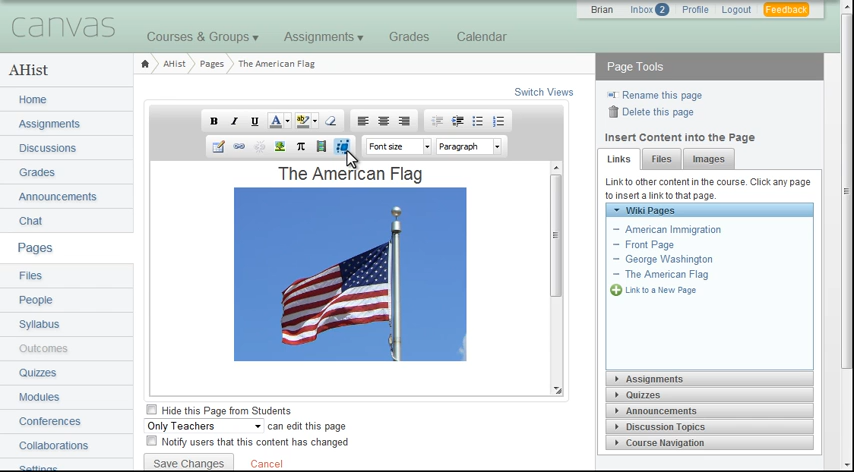 Brian Inbox 2 Profile Logout Feedback
canvas
Courses & Groups Assignments Grades Calendar
AHist
Home
Assignments
Discussions
Grades
Announcements
Chat
Pages
Files
People
Syllabus
Outcomes
Quizzes
Modules
Conferences
Collaborations
Settings
AHist Pages The American Flag
Switch Views
B I U A ab
π Font size Paragraph
The American Flag
Hide this Page from Students
Only Teachers can edit this page
Notify users that this content has changed
Save Changes Cancel
Page Tools
Rename this page
Delete this page
Insert Content into the Page
Links Files Images
Link to other content in the course. Click any page
to insert a link to that page.
Wiki Pages
American Immigration
Front Page
George Washington
The American Flag
Link to a New Page
Assignments
Quizzes
Announcements
Discussion Topics
Course Navigation